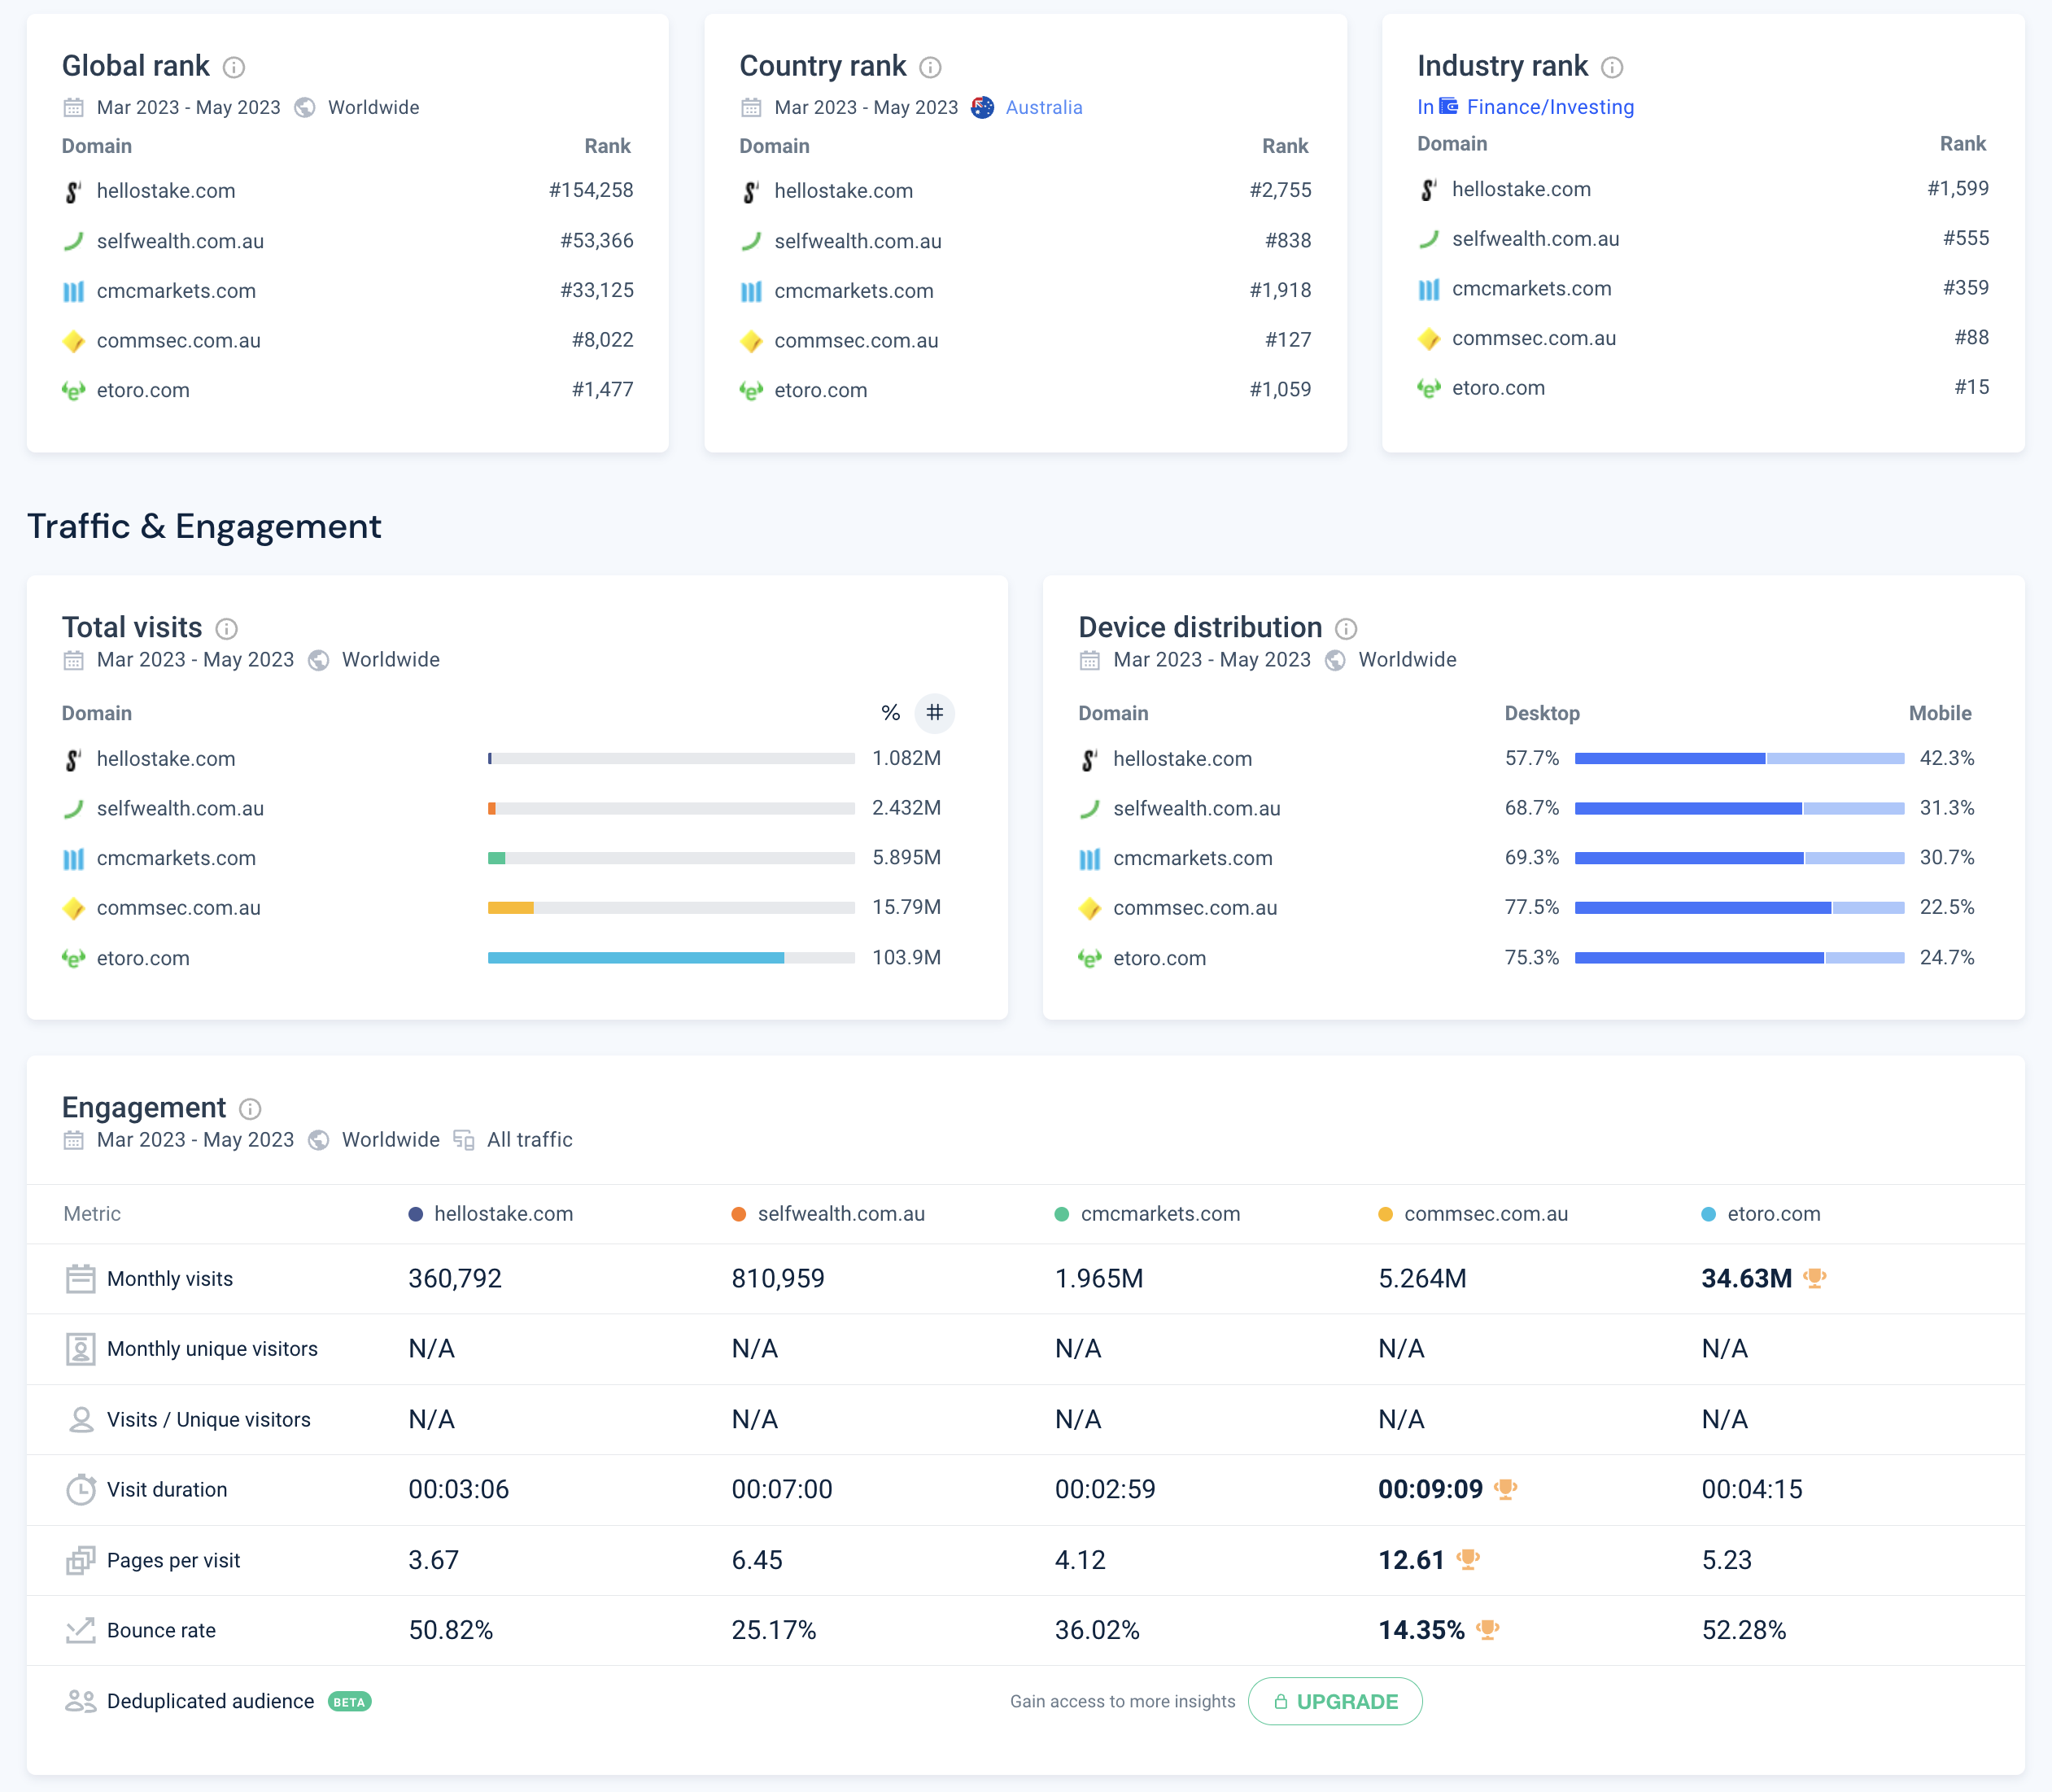 Global rank
Mar 2023 - May 2023 Worldwide
Domain Rank
hellostake.com #154,258
selfwealth.com.au #53,366
cmcmarkets.com #33,125
commsec.com.au #8,022
etoro.com #1,477
Country rank
Mar 2023 - May 2023 Australia
Domain Rank
hellostake.com #2,755
selfwealth.com.au #838
cmcmarkets.com #1,918
commsec.com.au #127
etoro.com #1,059
Industry rank
In Finance/Investing
Domain Rank
hellostake.com #1,599
selfwealth.com.au #555
cmcmarkets.com #359
commsec.com.au #88
etoro.com #15
Traffic & Engagement
Total visits
Mar 2023 - May 2023 Worldwide
Domain % #
hellostake.com 1.082M
selfwealth.com.au 2.432M
cmcmarkets.com 5.895M
commsec.com.au 15.79M
etoro.com 103.9M
Device distribution
Mar 2023 - May 2023 Worldwide
Domain Desktop Mobile
hellostake.com 57.7% 42.3%
selfwealth.com.au 68.7% 31.3%
cmcmarkets.com 69.3% 30.7%
commsec.com.au 77.5% 22.5%
etoro.com 75.3% 24.7%
Engagement
Mar 2023 - May 2023 Worldwide All traffic
Metric hellostake.com selfwealth.com.au cmcmarkets.com commsec.com.au etoro.com
Monthly visits 360,792 810,959 1.965M 5.264M 34.63M
Monthly unique visitors N/A N/A N/A N/A N/A
Visits / Unique visitors N/A N/A N/A N/A N/A
Visit duration 00:03:06 00:07:00 00:02:59 00:09:09 00:04:15
Pages per visit 3.67 6.45 4.12 12.61 5.23
Bounce rate 50.82% 25.17% 36.02% 14.35% 52.28%
Deduplicated audience BETA Gain access to more insights UPGRADE